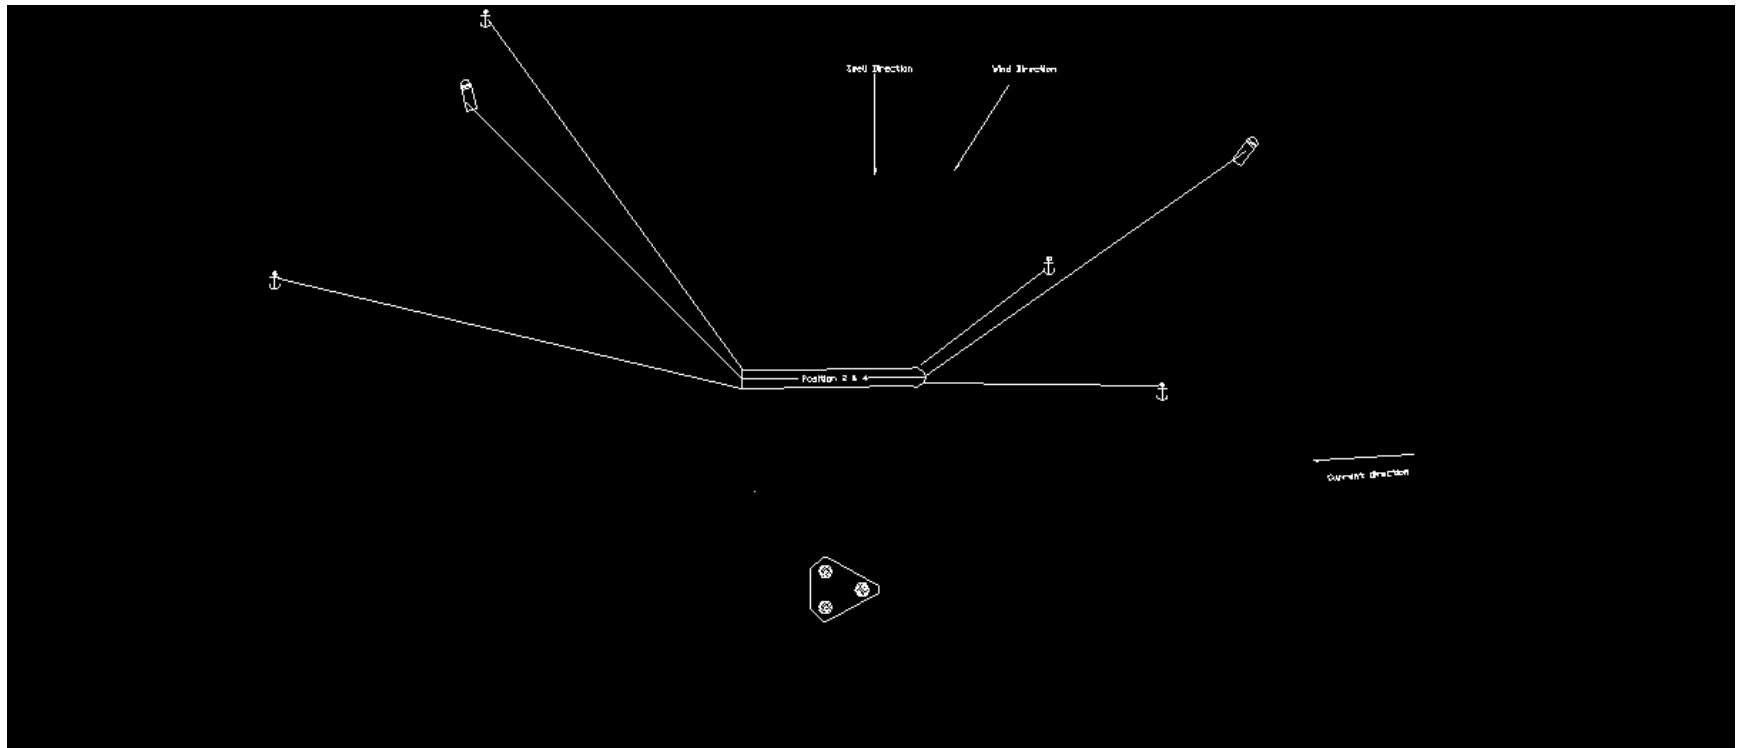 Swell Direction
Wind Direction
Position 2 & 4
Current direction